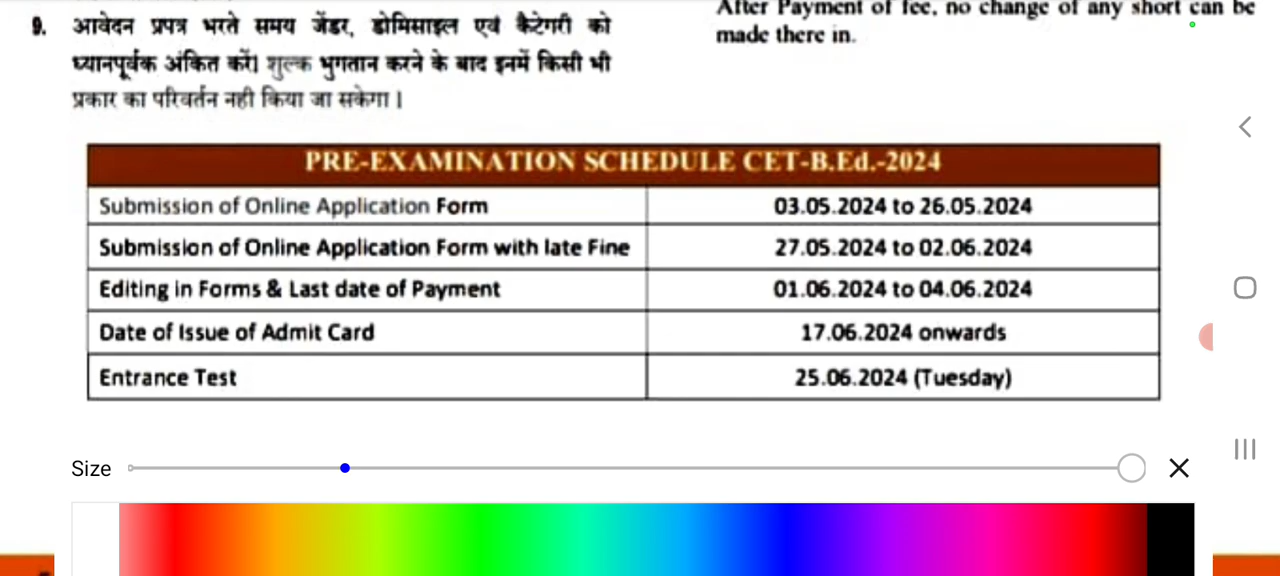 9. आवेदन प्रपत्र भरते समय जेंडर, डोमिसाइल एवं कैटेगरी को
ध्यानपूर्वक अंकित करें। शुल्क भुगतान करने के बाद इनमें किसी भी
प्रकार का परिवर्तन नही किया जा सकेगा ।
After Payment of fee, no change of any short can be
made there in.
PRE-EXAMINATION SCHEDULE CET-B.Ed.-2024
Submission of Online Application Form 03.05.2024 to 26.05.2024
Submission of Online Application Form with late Fine 27.05.2024 to 02.06.2024
Editing in Forms & Last date of Payment 01.06.2024 to 04.06.2024
Date of Issue of Admit Card 17.06.2024 onwards
Entrance Test 25.06.2024 (Tuesday)
Size